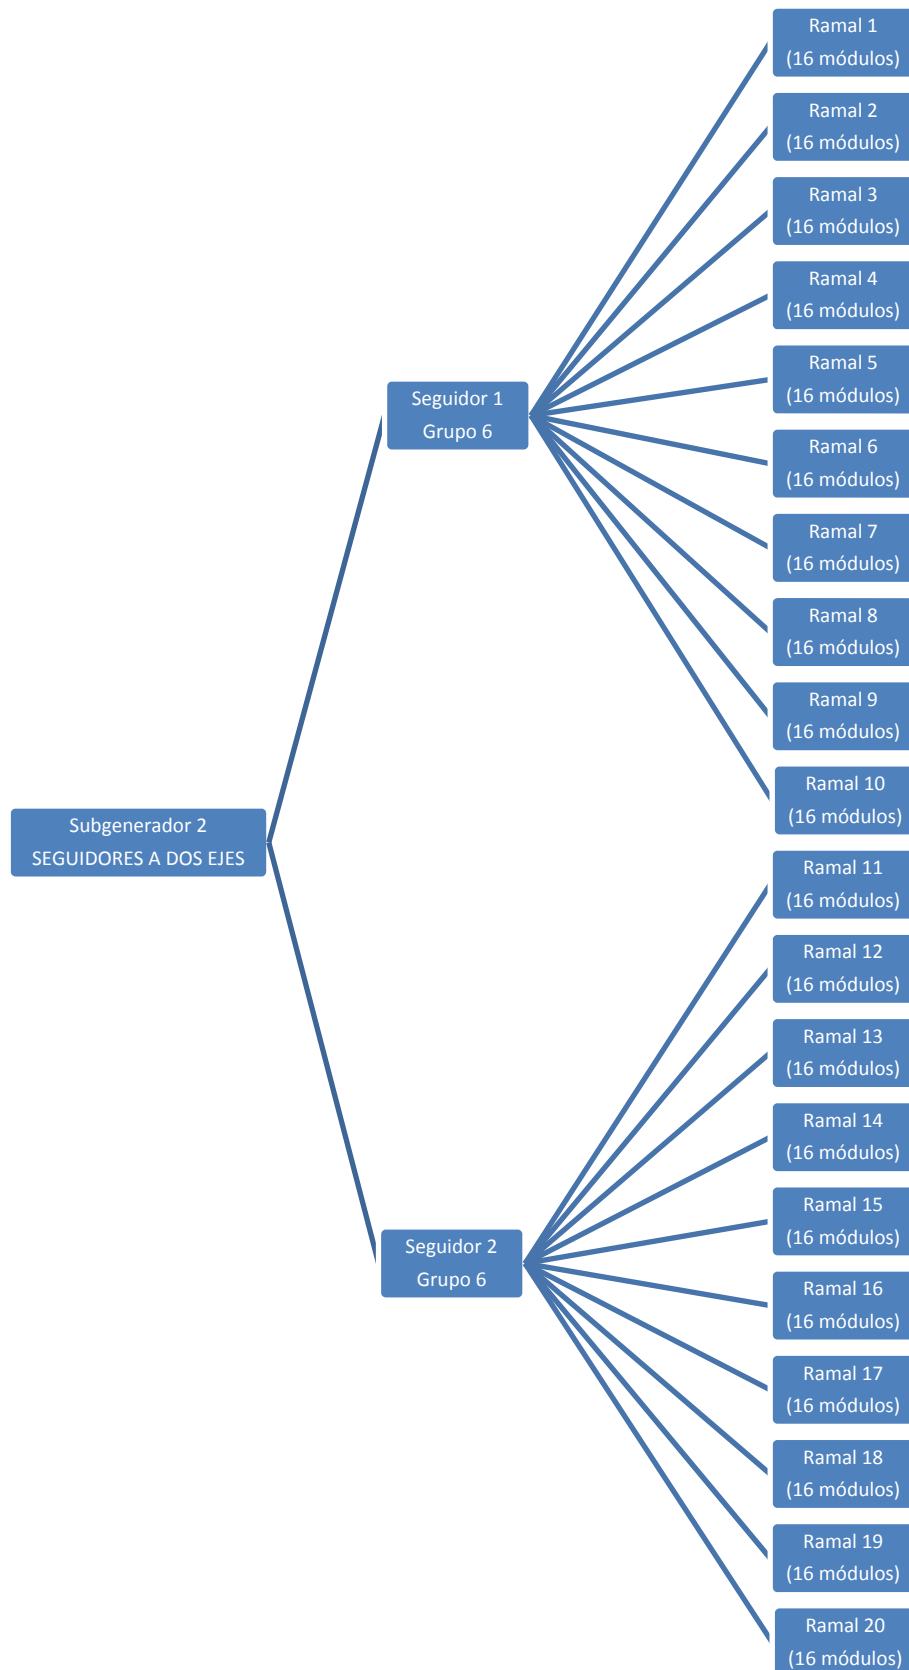 Ramal 1
(16 módulos)
Ramal 2
(16 módulos)
Ramal 3
(16 módulos)
Ramal 4
(16 módulos)
Ramal 5
(16 módulos)
Seguidor 1
Grupo 6
Ramal 6
(16 módulos)
Ramal 7
(16 módulos)
Ramal 8
(16 módulos)
Ramal 9
(16 módulos)
Ramal 10
(16 módulos)
Subgenerador 2
SEGUIDORES A DOS EJES
Ramal 11
(16 módulos)
Ramal 12
(16 módulos)
Ramal 13
(16 módulos)
Ramal 14
(16 módulos)
Ramal 15
(16 módulos)
Seguidor 2
Grupo 6
Ramal 16
(16 módulos)
Ramal 17
(16 módulos)
Ramal 18
(16 módulos)
Ramal 19
(16 módulos)
Ramal 20
(16 módulos)